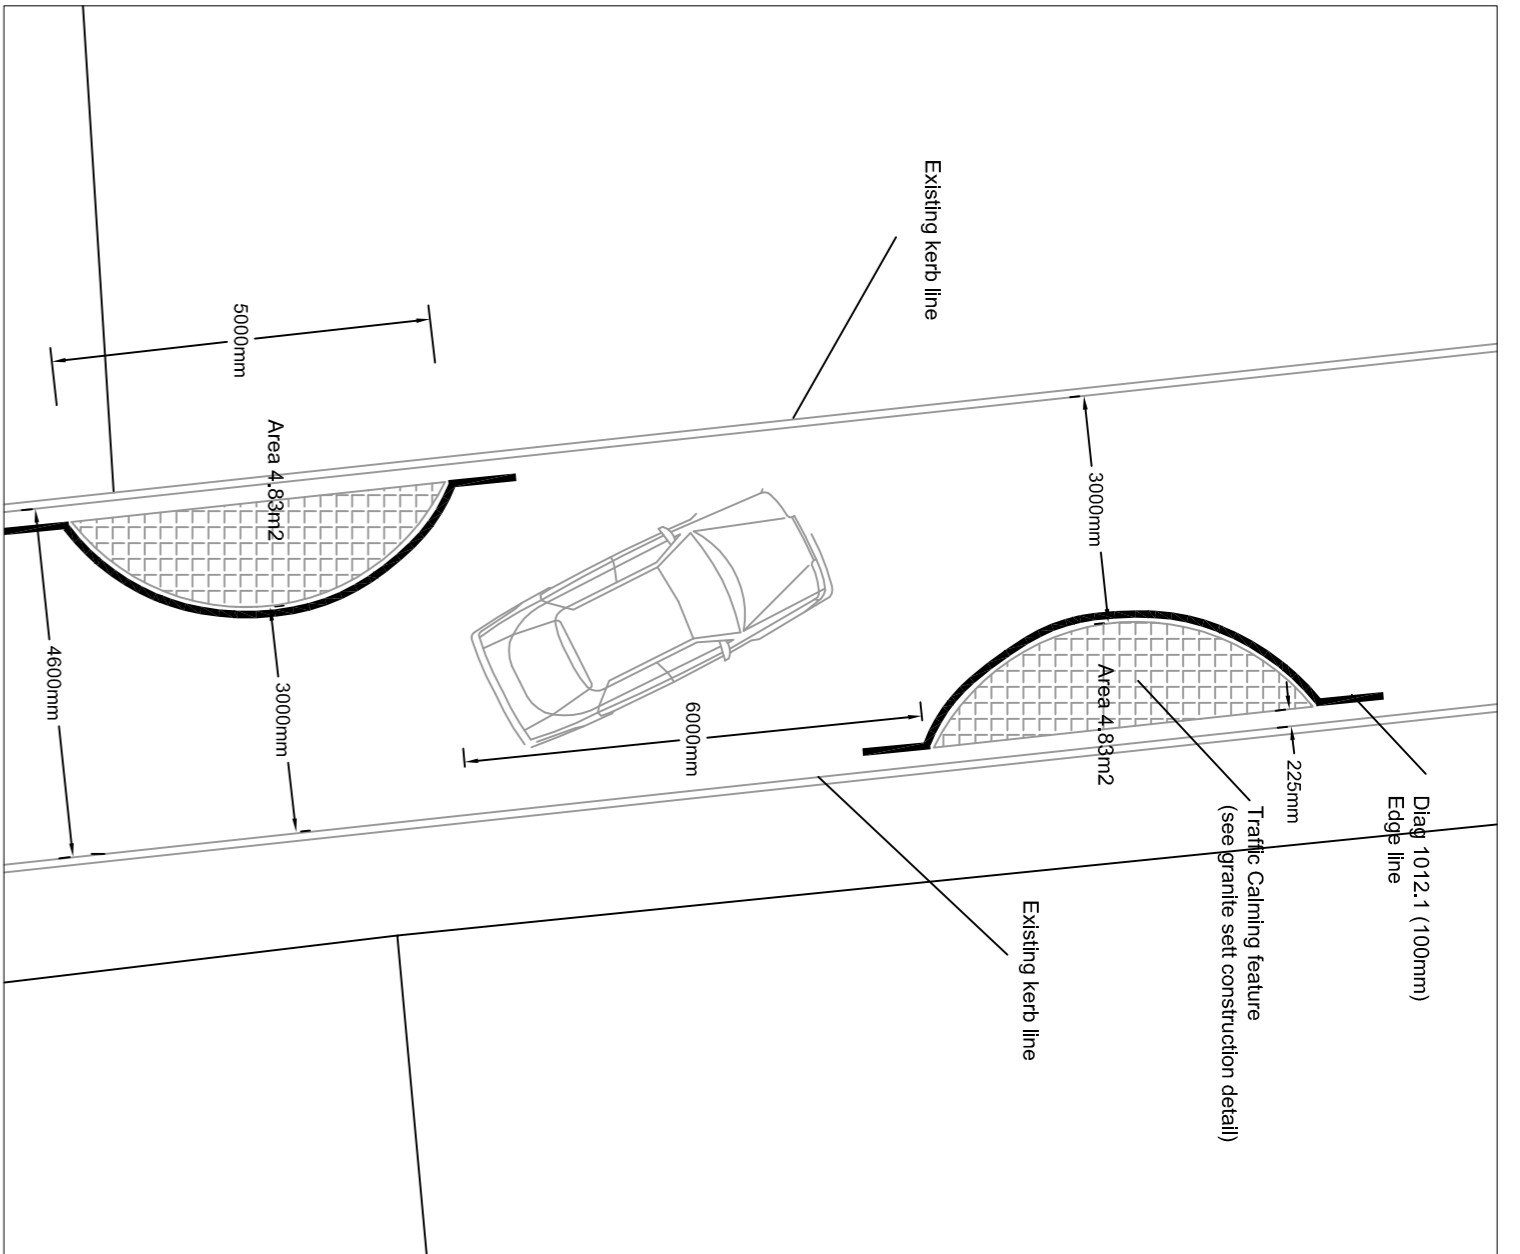 Existing kerb line
5000mm
Area 4.83m2
3000mm
4600mm
3000mm
6000mm
Area 4.83m2
225mm
Diag 1012.1 (100mm)
Edge line
Traffic Calming feature
(see granite sett construction detail)
Existing kerb line